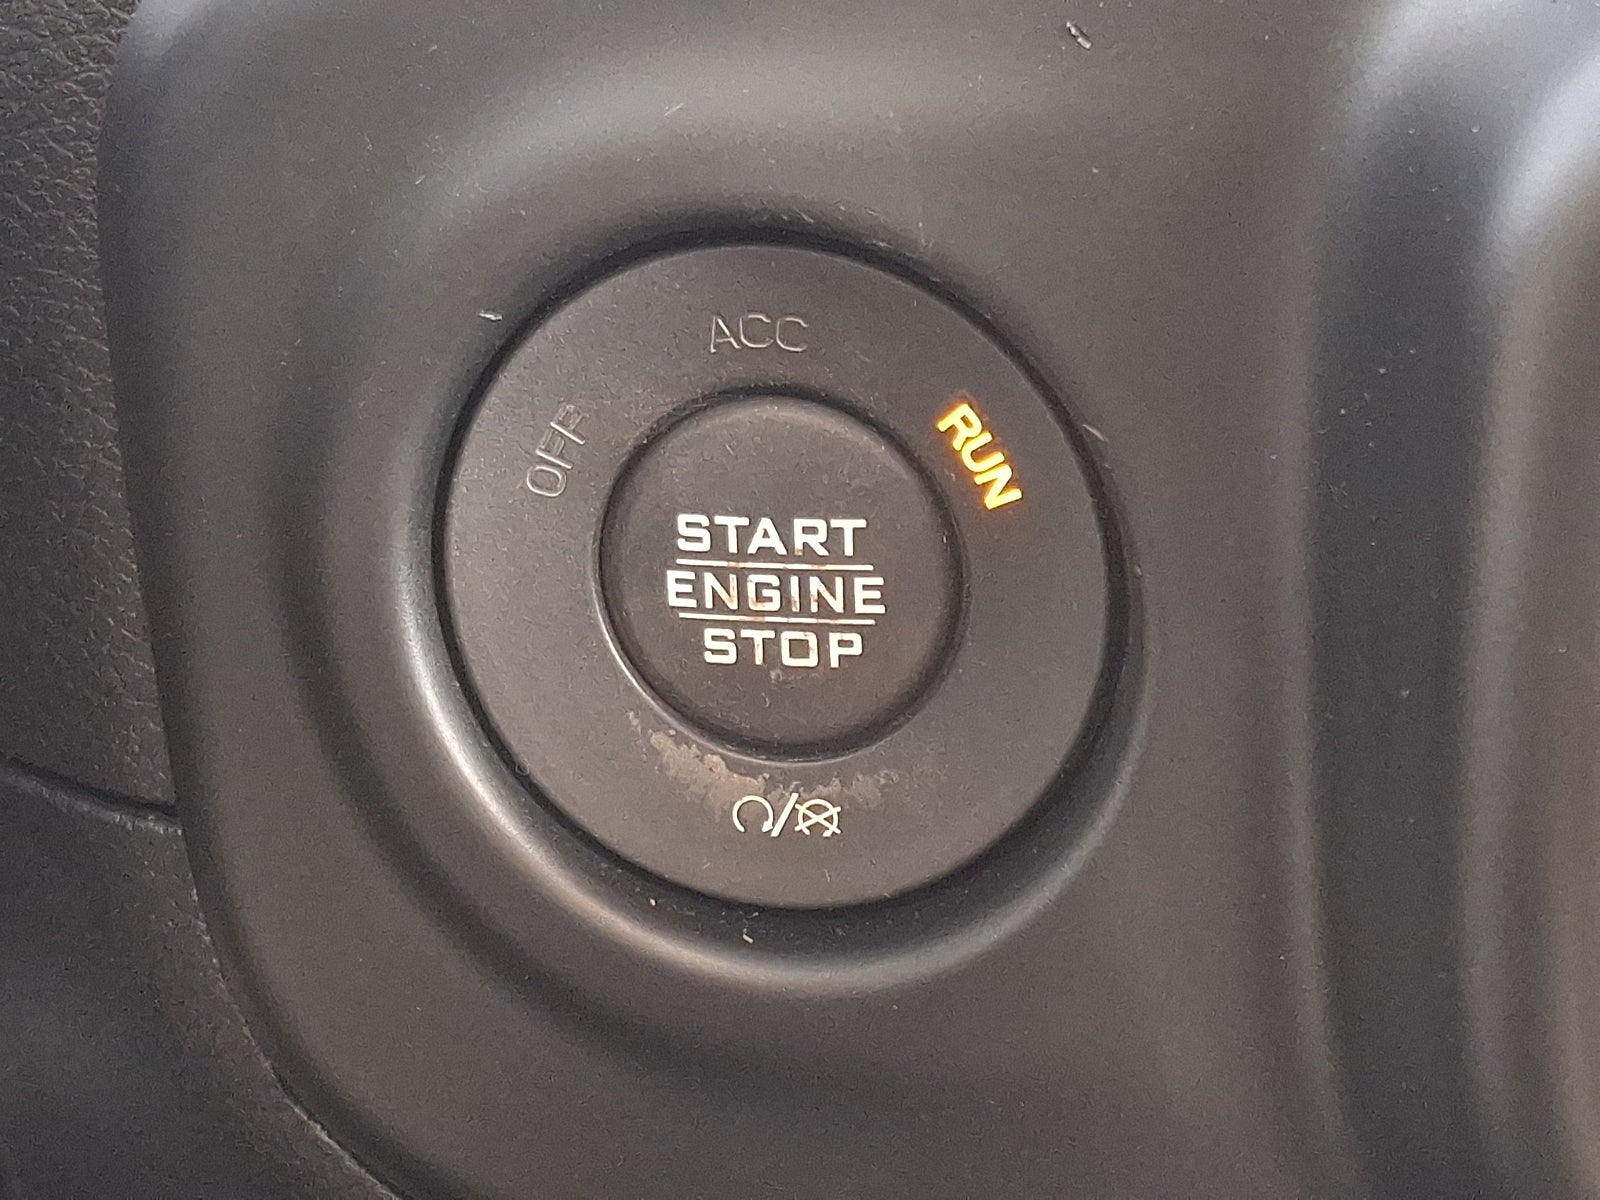 ACC
OFF
RUN
START
ENGINE
STOP